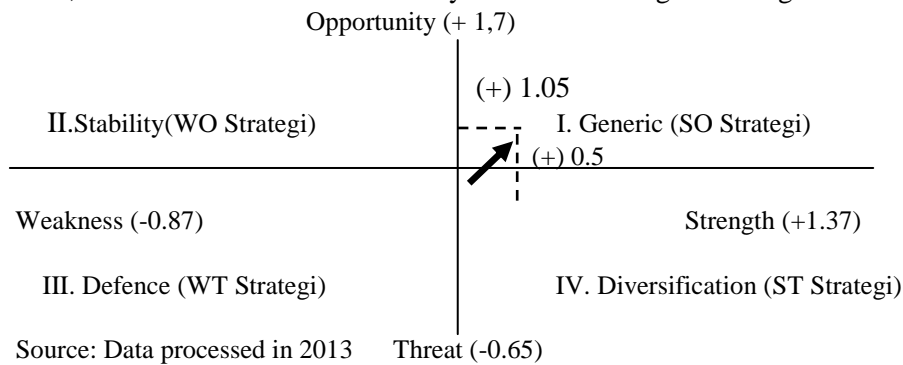 Opportunity (+ 1,7)
(+) 1.05
II.Stability(WO Strategi)
I. Generic (SO Strategi)
(+) 0.5
Weakness (-0.87)
Strength (+1.37)
III. Defence (WT Strategi)
IV. Diversification (ST Strategi)
Source: Data processed in 2013
Threat (-0.65)